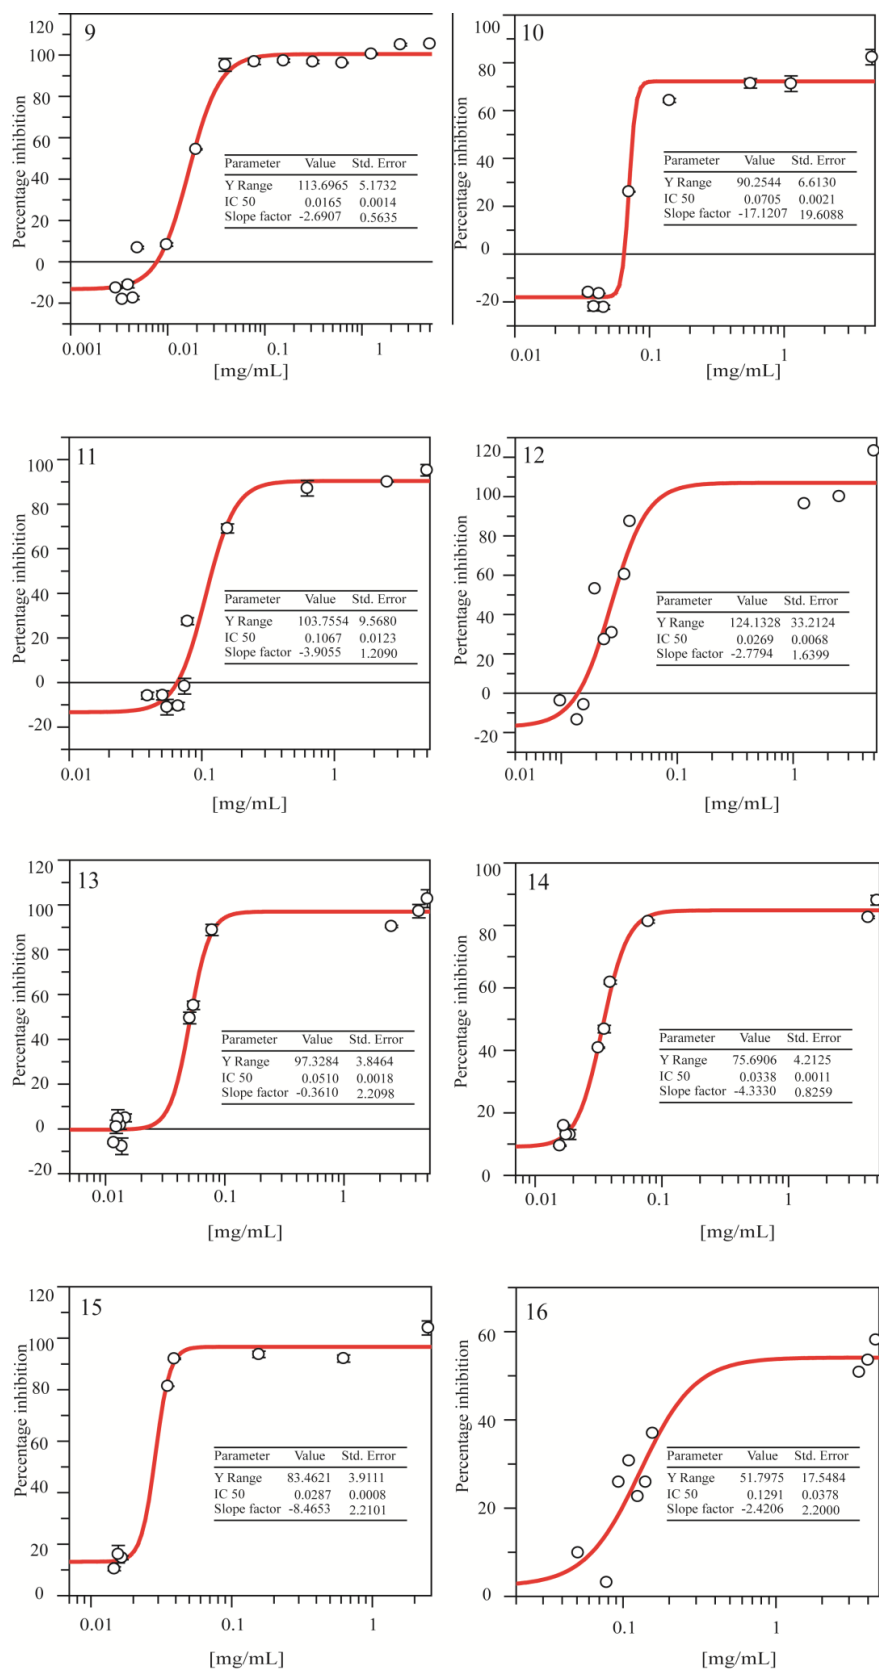 9
Percentage inhibition
120
100
80
60
40
20
0
-20
Parameter Value Std. Error
Y Range 113.6965 5.1732
IC 50 0.0165 0.0014
Slope factor -2.6907 0.5635
0.001 0.01 0.1 1
[mg/mL]
10
Percentage inhibition
100
80
60
40
20
0
-20
Parameter Value Std. Error
Y Range 90.2544 6.6130
IC 50 0.0705 0.0021
Slope factor -17.1207 19.6088
0.01 0.1 1
[mg/mL]
11
Pertentage inhibition
100
80
60
40
20
0
-20
Parameter Value Std. Error
Y Range 103.7554 9.5680
IC 50 0.1067 0.0123
Slope factor -3.9055 1.2090
0.01 0.1 1
[mg/mL]
12
Percentage inhibition
120
100
80
60
40
20
0
-20
Parameter Value Std. Error
Y Range 124.1328 33.2124
IC 50 0.0269 0.0068
Slope factor -2.7794 1.6399
0.01 0.1 1
[mg/mL]
13
Percentage inhibition
120
100
80
60
40
20
0
-20
Parameter Value Std. Error
Y Range 97.3284 3.8464
IC 50 0.0510 0.0018
Slope factor -0.3610 2.2098
0.01 0.1 1
[mg/mL]
14
Percentage inhibition
100
80
60
40
20
0
Parameter Value Std. Error
Y Range 75.6906 4.2125
IC 50 0.0338 0.0011
Slope factor -4.3330 0.8259
0.01 0.1 1
[mg/mL]
15
Percentage inhibition
120
100
80
60
40
20
0
Parameter Value Std. Error
Y Range 83.4621 3.9111
IC 50 0.0287 0.0008
Slope factor -8.4653 2.2101
0.01 0.1 1
[mg/mL]
16
Percentage inhibition
60
40
20
0
Parameter Value Std. Error
Y Range 51.7975 17.5484
IC 50 0.1291 0.0378
Slope factor -2.4206 2.2000
0.1 1
[mg/mL]